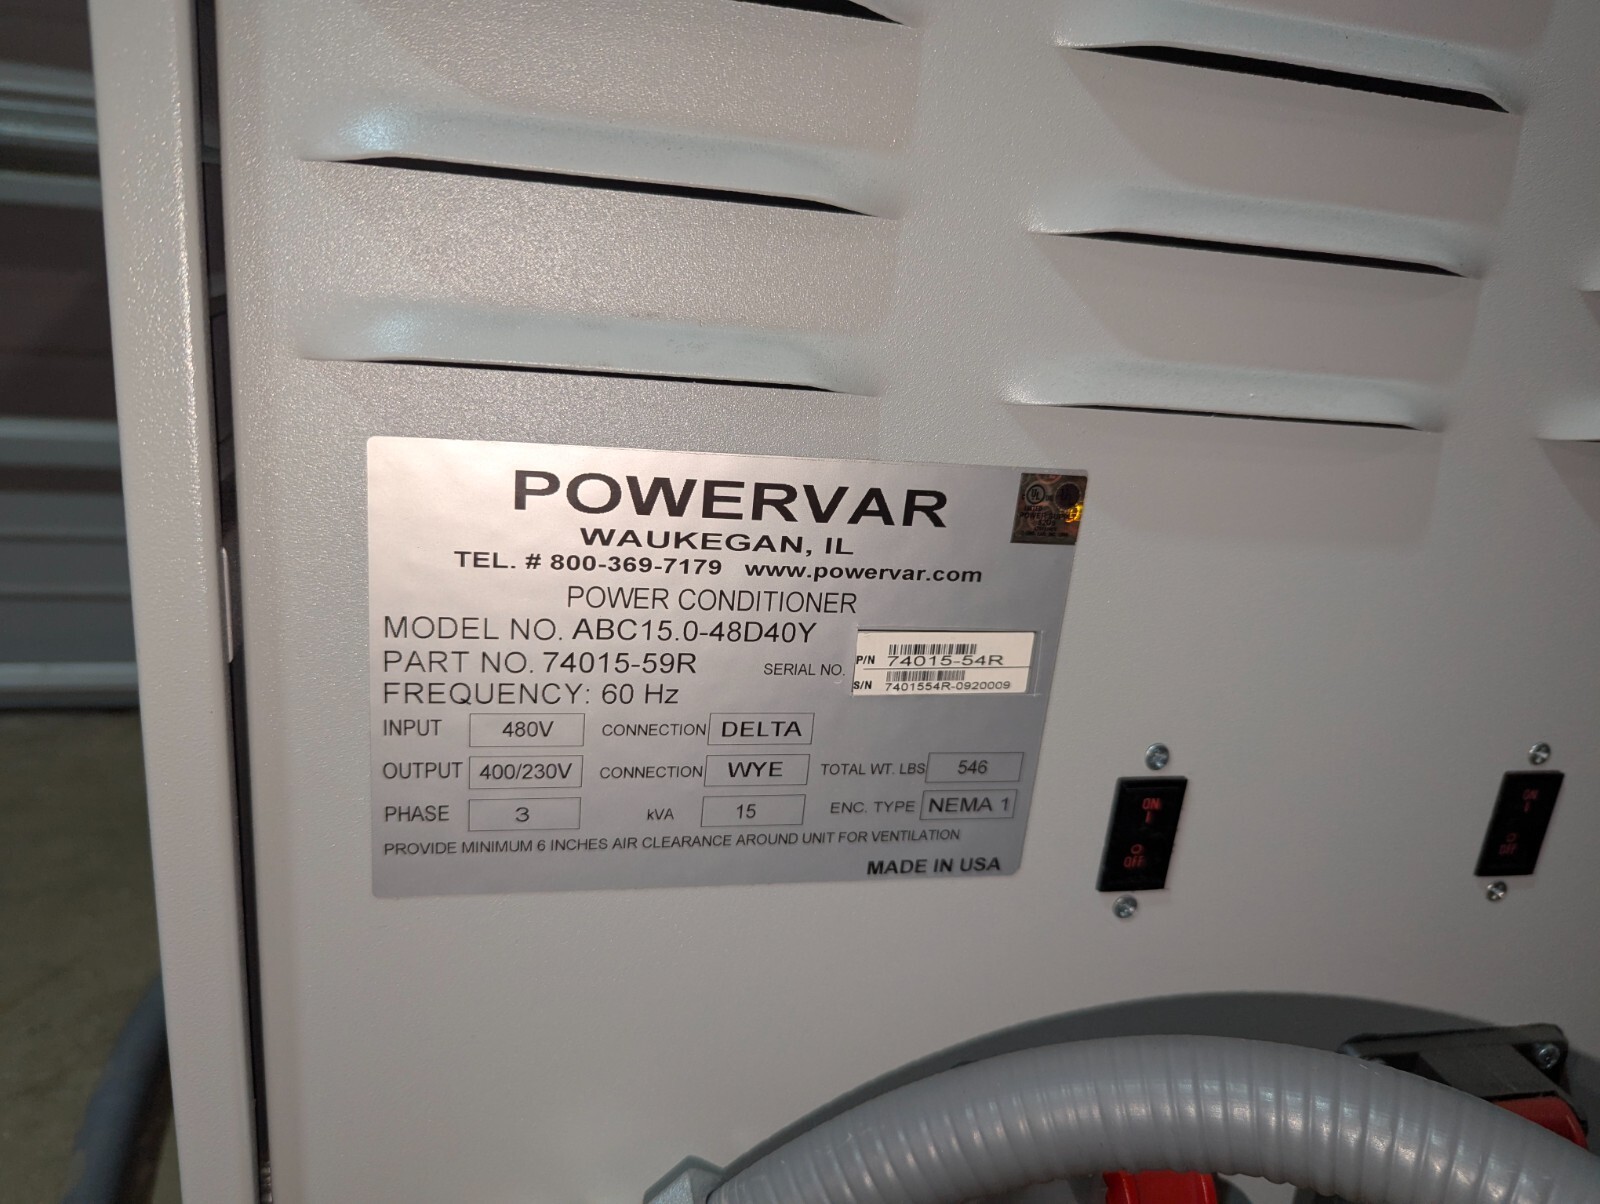 POWERVAR
WAUKEGAN, IL
TEL. # 800-369-7179 www.powervar.com
POWER CONDITIONER
MODEL NO. ABC15.0-48D40Y
PART NO. 74015-59R
SERIAL NO. P/N 74015-54R
S/N 7401554R-0920009
FREQUENCY: 60 Hz
INPUT 480V CONNECTION DELTA
OUTPUT 400/230V CONNECTION WYE TOTAL WT. LBS 546
PHASE 3 kVA 15 ENC. TYPE NEMA 1
PROVIDE MINIMUM 6 INCHES AIR CLEARANCE AROUND UNIT FOR VENTILATION
MADE IN USA
UL
ON
I
O
OFF
ON
I
O
OFF